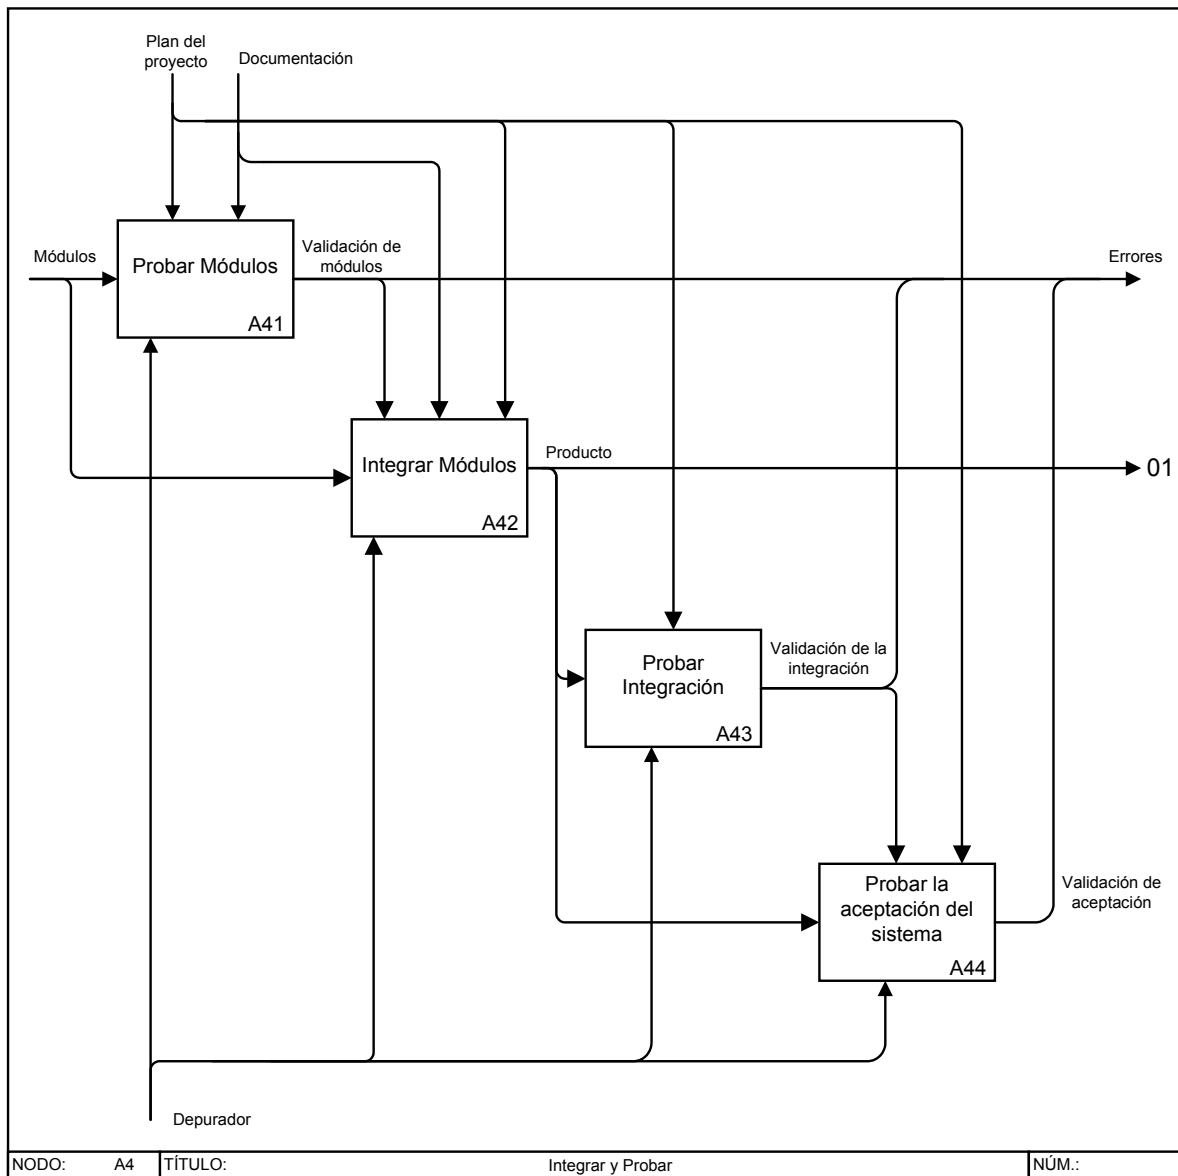 Plan del
proyecto
Documentación
Módulos
Probar Módulos
A41
Validación de
módulos
Errores
Integrar Módulos
A42
Producto
01
Probar
Integración
A43
Validación de la
integración
Probar la
aceptación del
sistema
A44
Validación de
aceptación
Depurador
NODO: A4 TÍTULO: Integrar y Probar NÚM.: